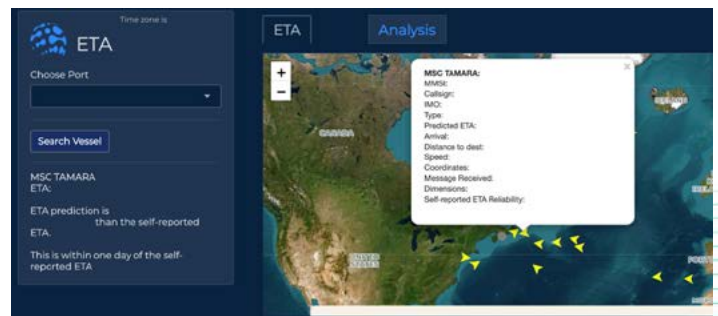 Time zone is
ETA
Choose Port
Search Vessel
MSC TAMARA
ETA:
ETA prediction is
than the self-reported
ETA.
This is within one day of the self-
reported ETA
ETA
Analysis
+
−
×
MSC TAMARA:
MMSI:
Callsign:
IMO:
Type:
Predicted ETA:
Arrival:
Distance to dest:
Speed:
Coordinates:
Message Received:
Dimensions:
Self-reported ETA Reliability:
CANADA
ICELAND